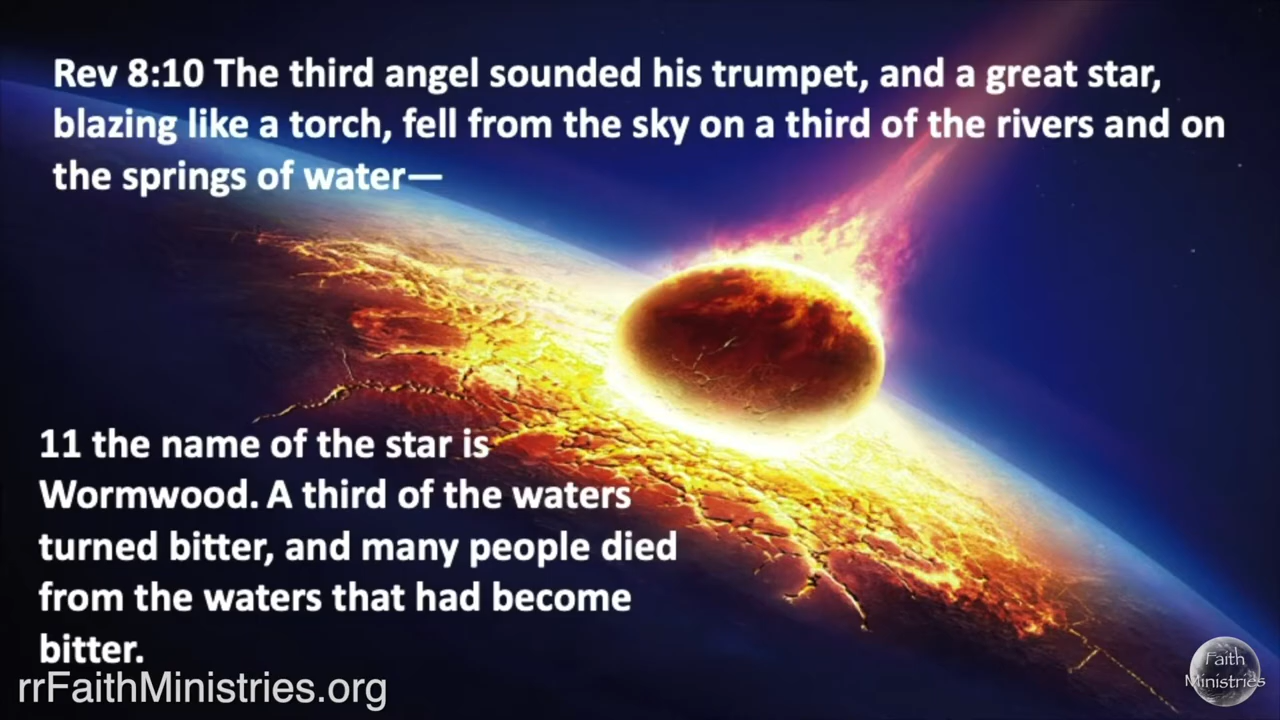 Rev 8:10 The third angel sounded his trumpet, and a great star,
blazing like a torch, fell from the sky on a third of the rivers and on
the springs of water—
11 the name of the star is
Wormwood. A third of the waters
turned bitter, and many people died
from the waters that had become
bitter.
rrFaithMinistries.org
Faith
Ministries